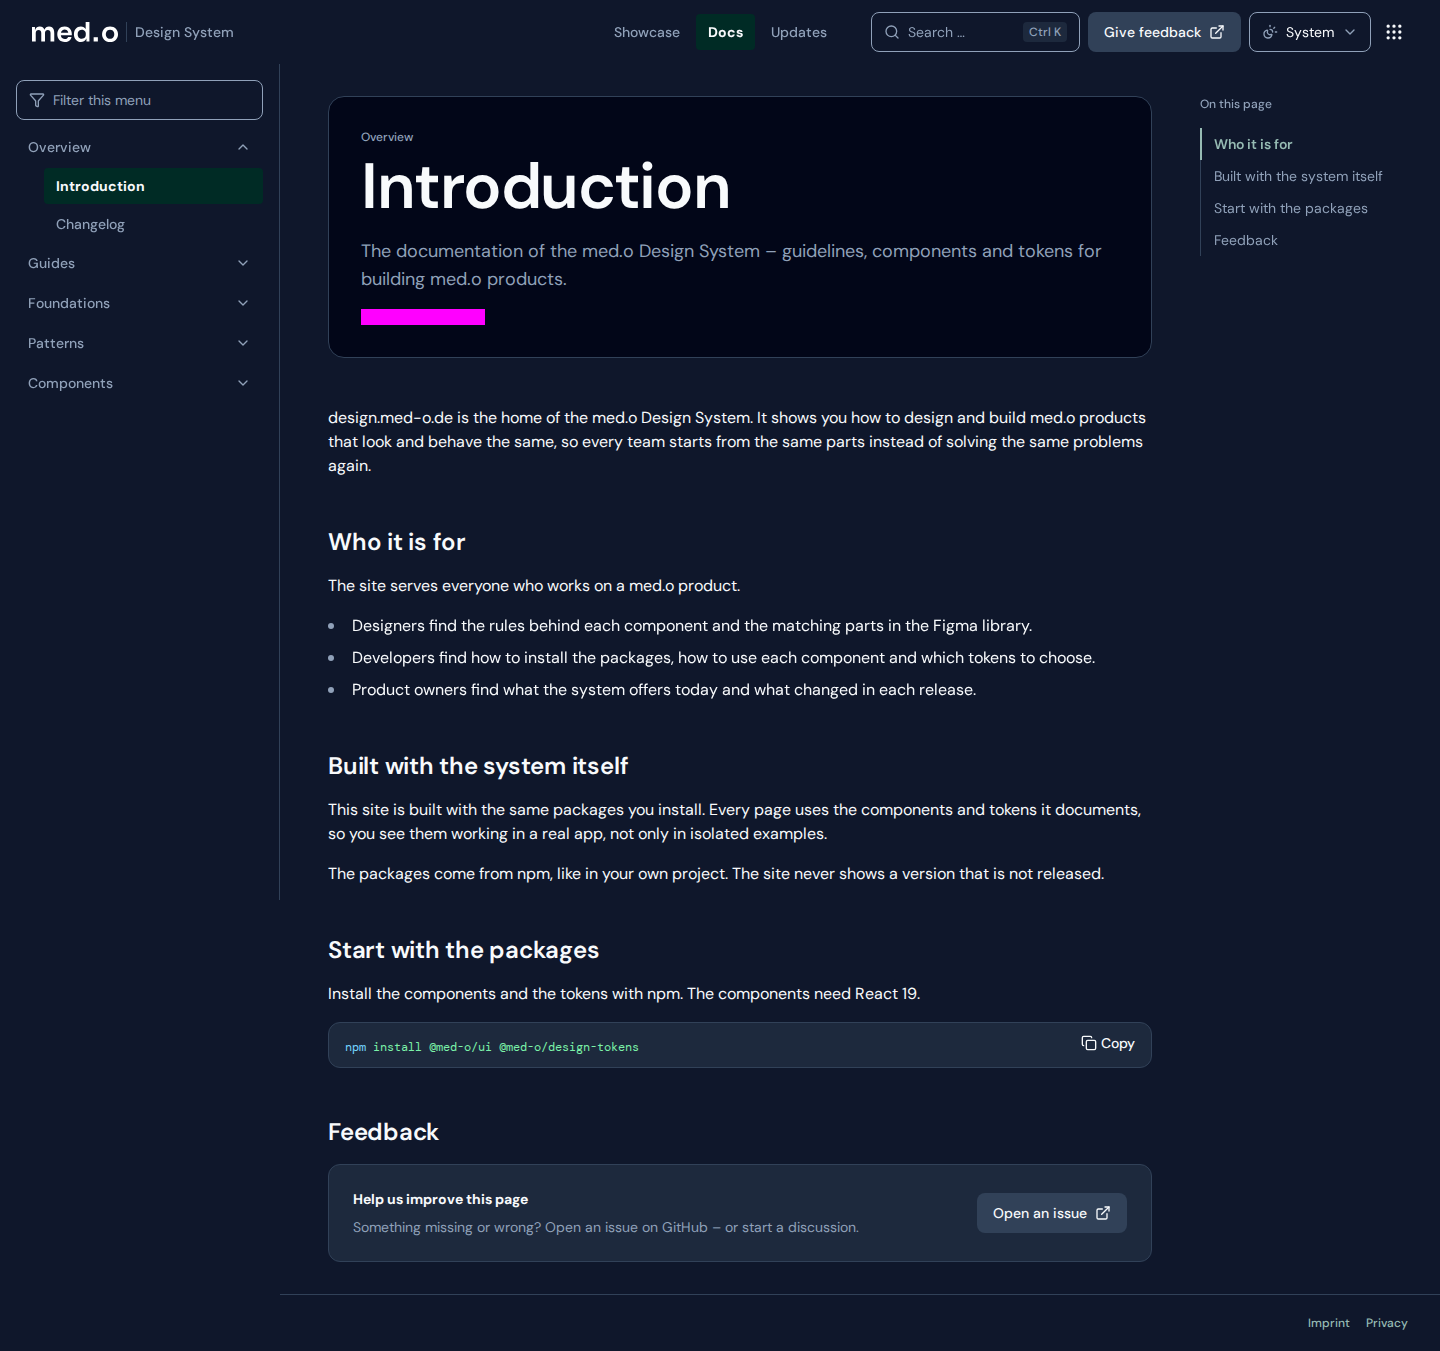 med.o Design System
Showcase
Docs
Updates
Search ...
Ctrl K
Give feedback
System
Filter this menu
Overview
Introduction
Changelog
Guides
Foundations
Patterns
Components
Overview
Introduction
The documentation of the med.o Design System – guidelines, components and tokens for
building med.o products.
design.med-o.de is the home of the med.o Design System. It shows you how to design and build med.o products
that look and behave the same, so every team starts from the same parts instead of solving the same problems
again.
Who it is for
The site serves everyone who works on a med.o product.
Designers find the rules behind each component and the matching parts in the Figma library.
Developers find how to install the packages, how to use each component and which tokens to choose.
Product owners find what the system offers today and what changed in each release.
Built with the system itself
This site is built with the same packages you install. Every page uses the components and tokens it documents,
so you see them working in a real app, not only in isolated examples.
The packages come from npm, like in your own project. The site never shows a version that is not released.
Start with the packages
Install the components and the tokens with npm. The components need React 19.
npm install @med-o/ui @med-o/design-tokens
Copy
Feedback
Help us improve this page
Something missing or wrong? Open an issue on GitHub – or start a discussion.
Open an issue
On this page
Who it is for
Built with the system itself
Start with the packages
Feedback
Imprint
Privacy